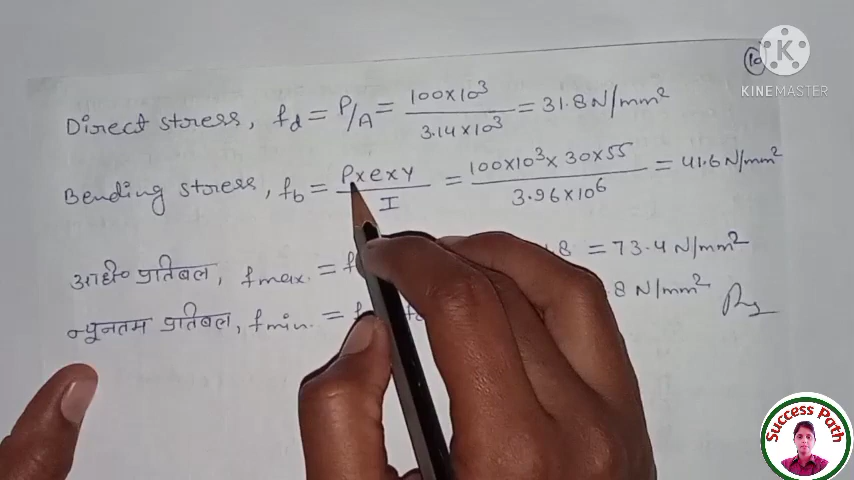 10
KINEMASTER
Direct stress, fd = P/A = 100×10³ / 3.14×10³ = 31.8 N/mm²
Bending stress, fb = P×e×y / I = 100×10³×30×55 / 3.96×10⁶ = 41.6 N/mm²
प्रतिबल, fmax. = f 8 = 73.4 N/mm²
न्यूनतम प्रतिबल, fmin. = f .8 N/mm²
Success Path